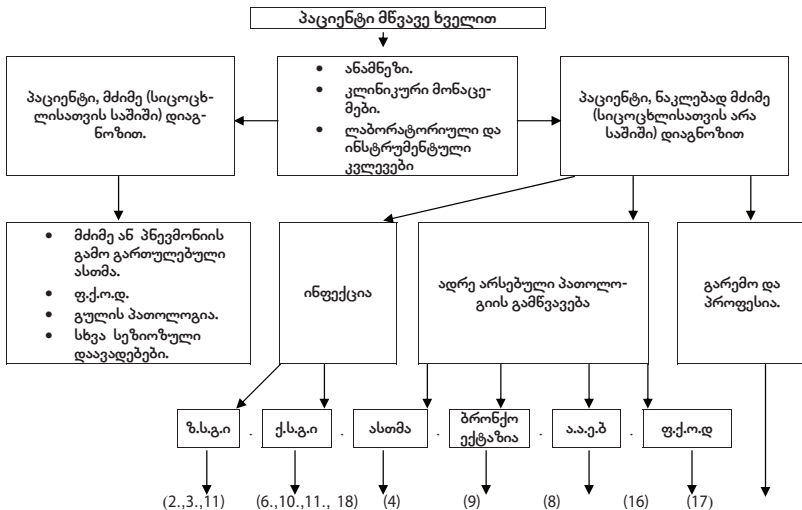 პაციენტი მწვავე ხველით
პაციენტი, მძიმე (სიცოცხ-
ლისათვის საშიში) დიაგ-
ნოზით.
• ანამნეზი.
• კლინიკური მონაცე-
მები.
• ლაბორატორიული და
ინსტრუმენტული
კვლევები
პაციენტი, ნაკლებად მძიმე
(სიცოცხლისათვის არა
საშიში) დიაგნოზით
• მძიმე ან პნევმონიის
გამო გართულებული
ასთმა.
• ფ.ქ.ო.დ.
• გულის პათოლოგია.
• სხვა სეზიოზული
დაავადებები.
ინფექცია
ადრე არსებული პათოლო-
გიის გამწვავება
გარემო და
პროფესია.
ზ.ს.გ.ი . ქ.ს.გ.ი . ასთმა . ბრონქო
ექტაზია . ა.ა.ე.ბ . ფ.ქ.ო.დ
(2.,3.,11) (6.,10.,11., 18) (4) (9) (8) (16) (17)